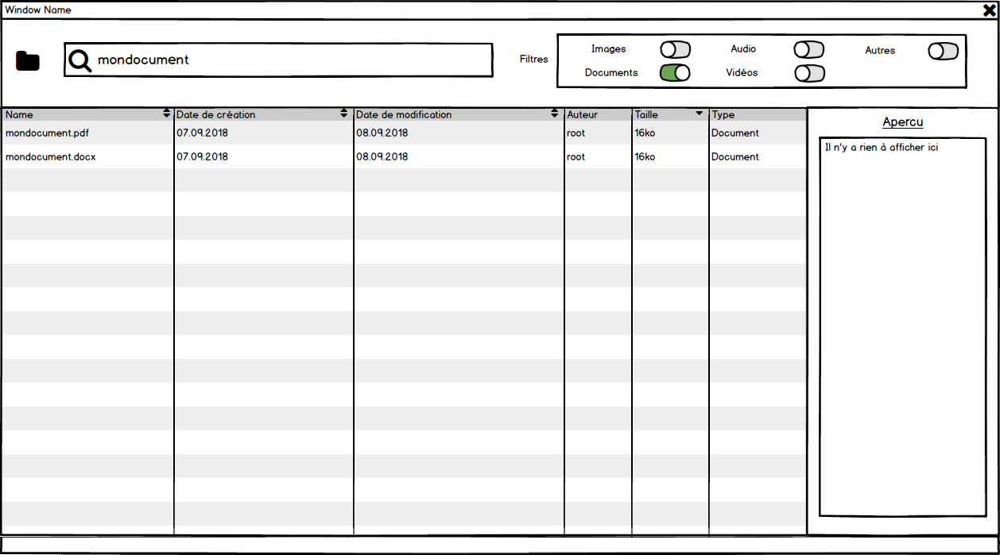 Window Name
mondocument
Filtres
Images Audio Autres
Documents Vidéos
Name Date de création Date de modification Auteur Taille Type
mondocument.pdf 07.09.2018 08.09.2018 root 16ko Document
mondocument.docx 07.09.2018 08.09.2018 root 16ko Document
Apercu
Il n'y a rien à afficher ici